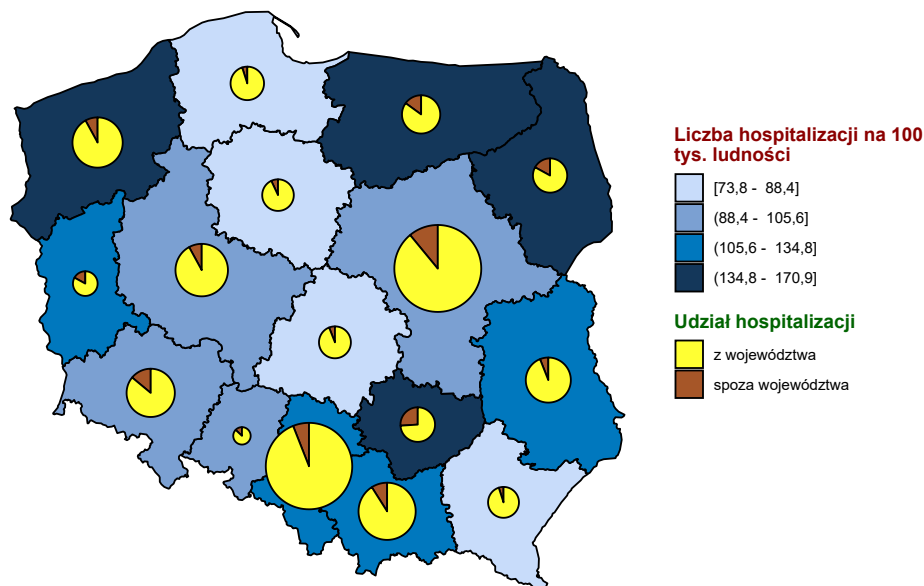 Liczba hospitalizacji na 100
tys. ludności
[73,8 - 88,4]
(88,4 - 105,6]
(105,6 - 134,8]
(134,8 - 170,9]
Udział hospitalizacji
z województwa
spoza województwa